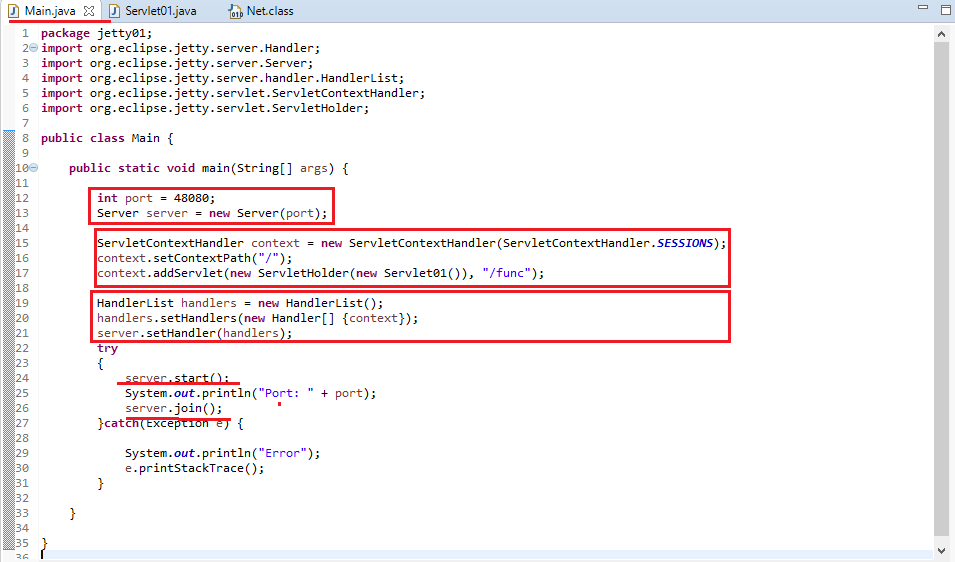 Main.java Servlet01.java Net.class
1 package jetty01;
2 import org.eclipse.jetty.server.Handler;
3 import org.eclipse.jetty.server.Server;
4 import org.eclipse.jetty.server.handler.HandlerList;
5 import org.eclipse.jetty.servlet.ServletContextHandler;
6 import org.eclipse.jetty.servlet.ServletHolder;
7
8 public class Main {
9
10 public static void main(String[] args) {
11
12 int port = 48080;
13 Server server = new Server(port);
14
15 ServletContextHandler context = new ServletContextHandler(ServletContextHandler.SESSIONS);
16 context.setContextPath("/");
17 context.addServlet(new ServletHolder(new Servlet01()), "/func");
18
19 HandlerList handlers = new HandlerList();
20 handlers.setHandlers(new Handler[] {context});
21 server.setHandler(handlers);
22 try
23 {
24 server.start();
25 System.out.println("Port: " + port);
26 server.join();
27 }catch(Exception e) {
28
29 System.out.println("Error");
30 e.printStackTrace();
31 }
32
33 }
34
35 }
36